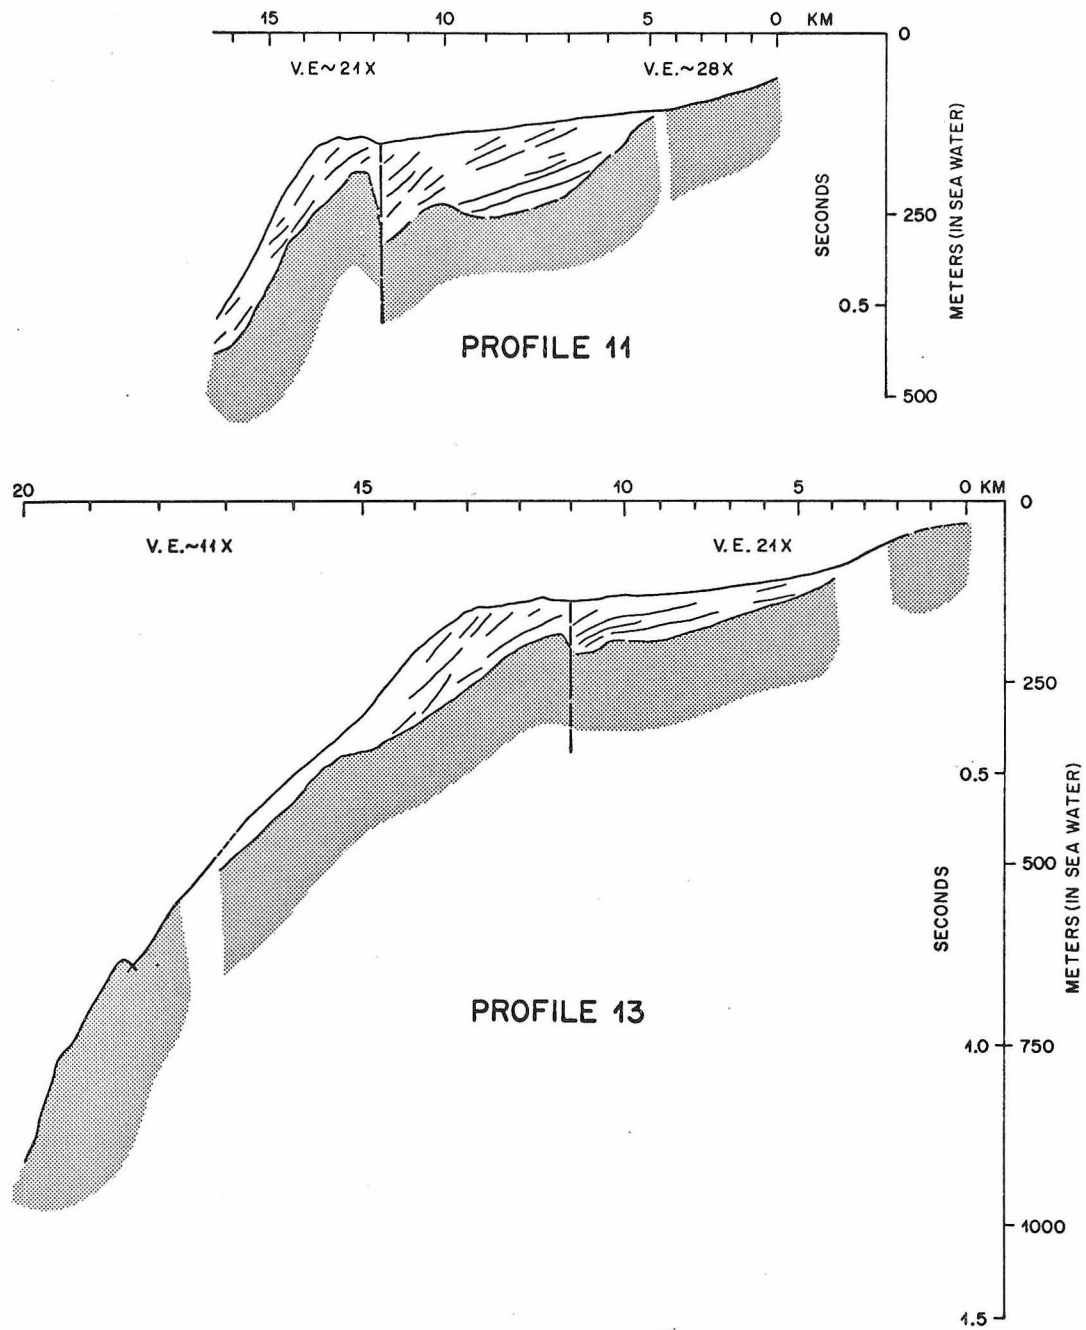 15 10 5 0 KM
0
V.E~21X V.E.~28X
SECONDS
METERS (IN SEA WATER)
250
0.5
PROFILE 11
500
20 15 10 5 0 KM
0
V.E.~11X V.E. 21X
250
0.5
SECONDS
METERS (IN SEA WATER)
500
PROFILE 13
1.0 750
1000
1.5